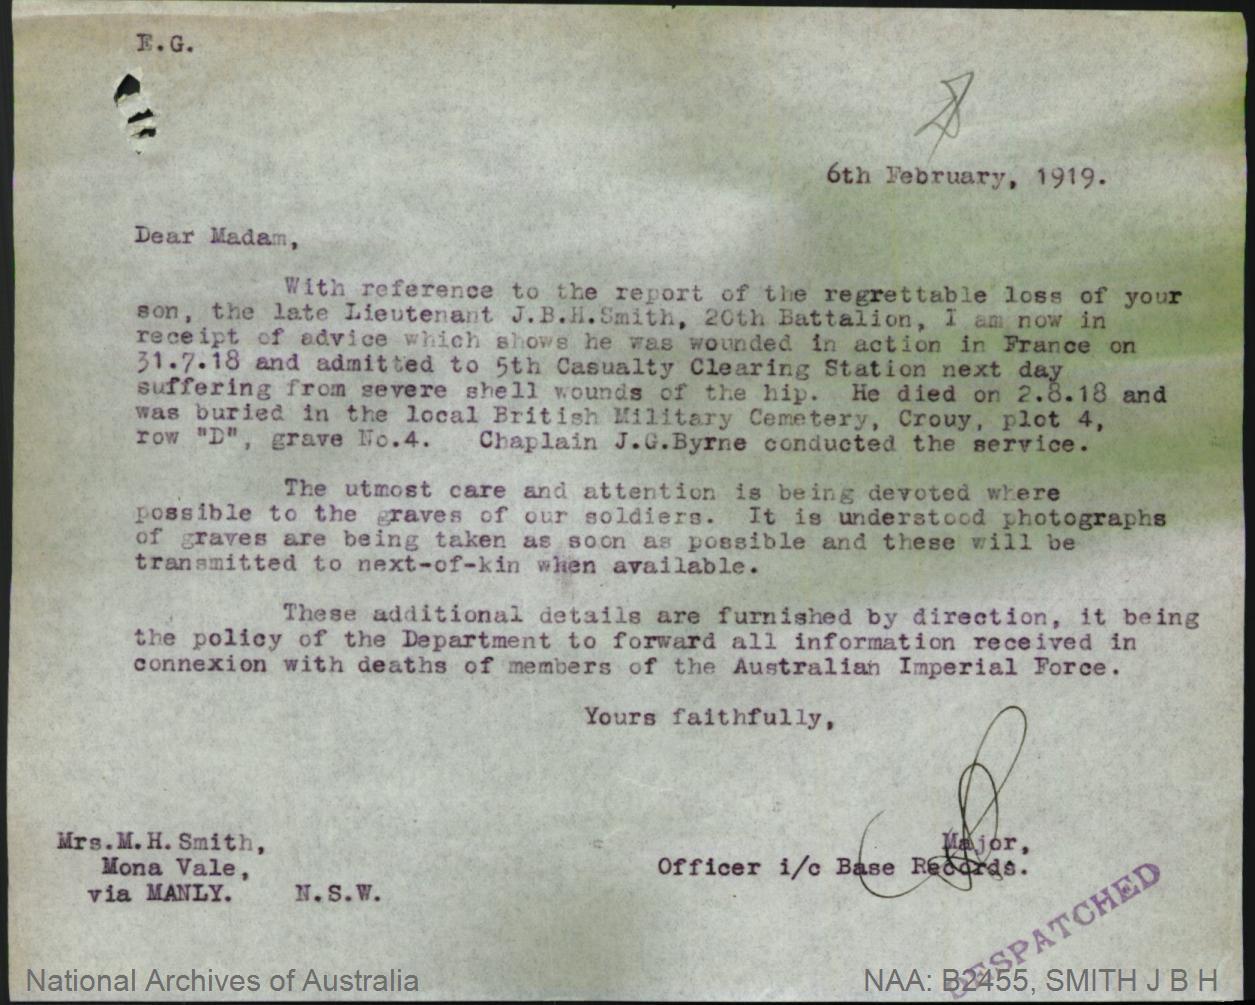 E.G.
6th February, 1919.
Dear Madam,
With reference to the report of the regrettable loss of your
son, the late Lieutenant J.B.H.Smith, 20th Battalion, I am now in
receipt of advice which shows he was wounded in action in France on
31.7.18 and admitted to 5th Casualty Clearing Station next day
suffering from severe shell wounds of the hip. He died on 2.8.18 and
was buried in the local British Military Cemetery, Crouy, plot 4,
row "D", grave No.4. Chaplain J.G.Byrne conducted the service.
The utmost care and attention is being devoted where
possible to the graves of our soldiers. It is understood photographs
of graves are being taken as soon as possible and these will be
transmitted to next-of-kin when available.
These additional details are furnished by direction, it being
the policy of the Department to forward all information received in
connexion with deaths of members of the Australian Imperial Force.
Yours faithfully,
Major,
Officer i/c Base Records.
Mrs.M.H.Smith,
Mona Vale,
via MANLY. N.S.W.
DESPATCHED
National Archives of Australia
NAA: B2455, SMITH J B H